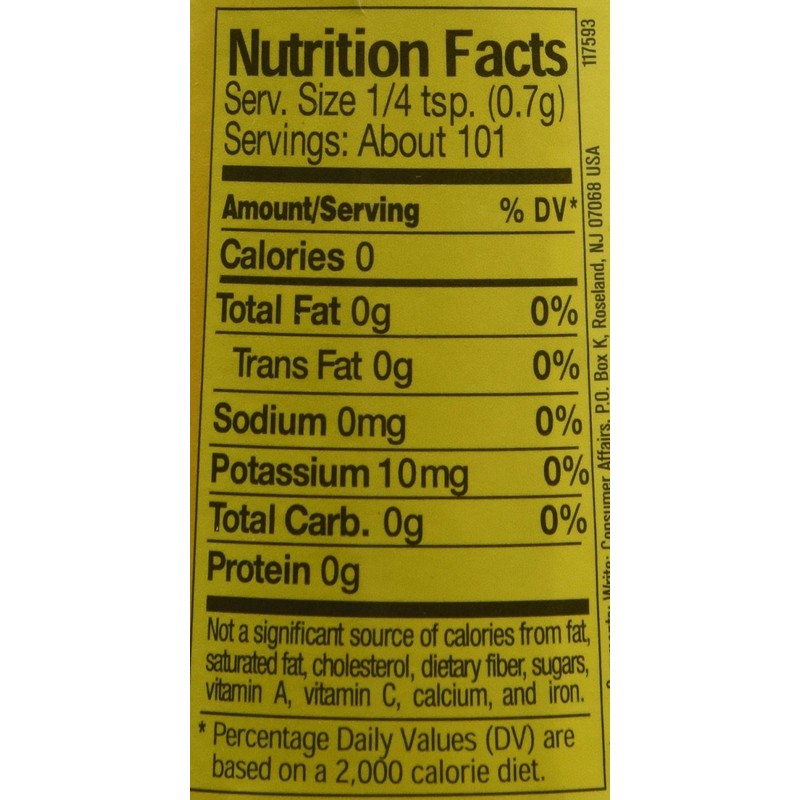 Nutrition Facts
Serv. Size 1/4 tsp. (0.7g)
Servings: About 101
Amount/Serving % DV*
Calories 0
Total Fat 0g 0%
Trans Fat 0g 0%
Sodium 0mg 0%
Potassium 10mg 0%
Total Carb. 0g 0%
Protein 0g
Not a significant source of calories from fat,
saturated fat, cholesterol, dietary fiber, sugars,
vitamin A, vitamin C, calcium, and iron.
* Percentage Daily Values (DV) are
based on a 2,000 calorie diet.
117593
Write: Consumer Affairs, P.O. Box K, Roseland, NJ 07068 USA